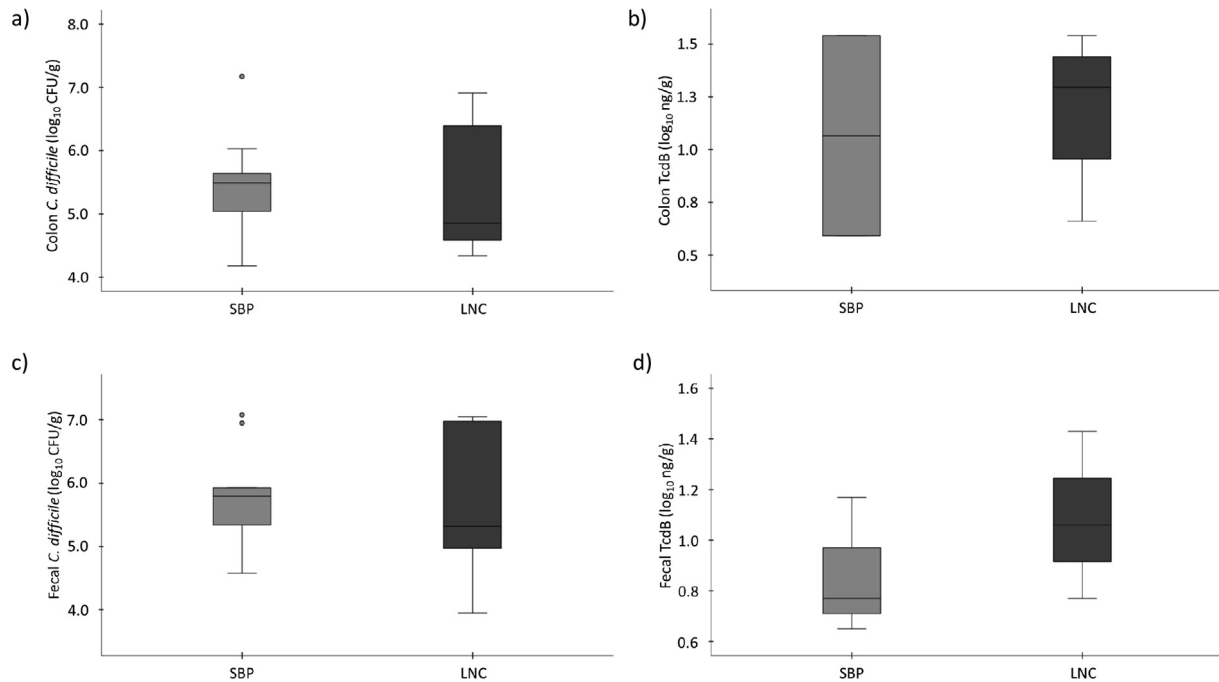 a)
Colon C. difficile (log10 CFU/g)
8.0
7.0
6.0
5.0
4.0
SBP
LNC
b)
Colon TcdB (log10 ng/g)
1.5
1.3
1.0
0.8
0.5
SBP
LNC
c)
Fecal C. difficile (log10 CFU/g)
7.0
6.0
5.0
4.0
SBP
LNC
d)
Fecal TcdB (log10 ng/g)
1.6
1.4
1.2
1.0
0.8
0.6
SBP
LNC